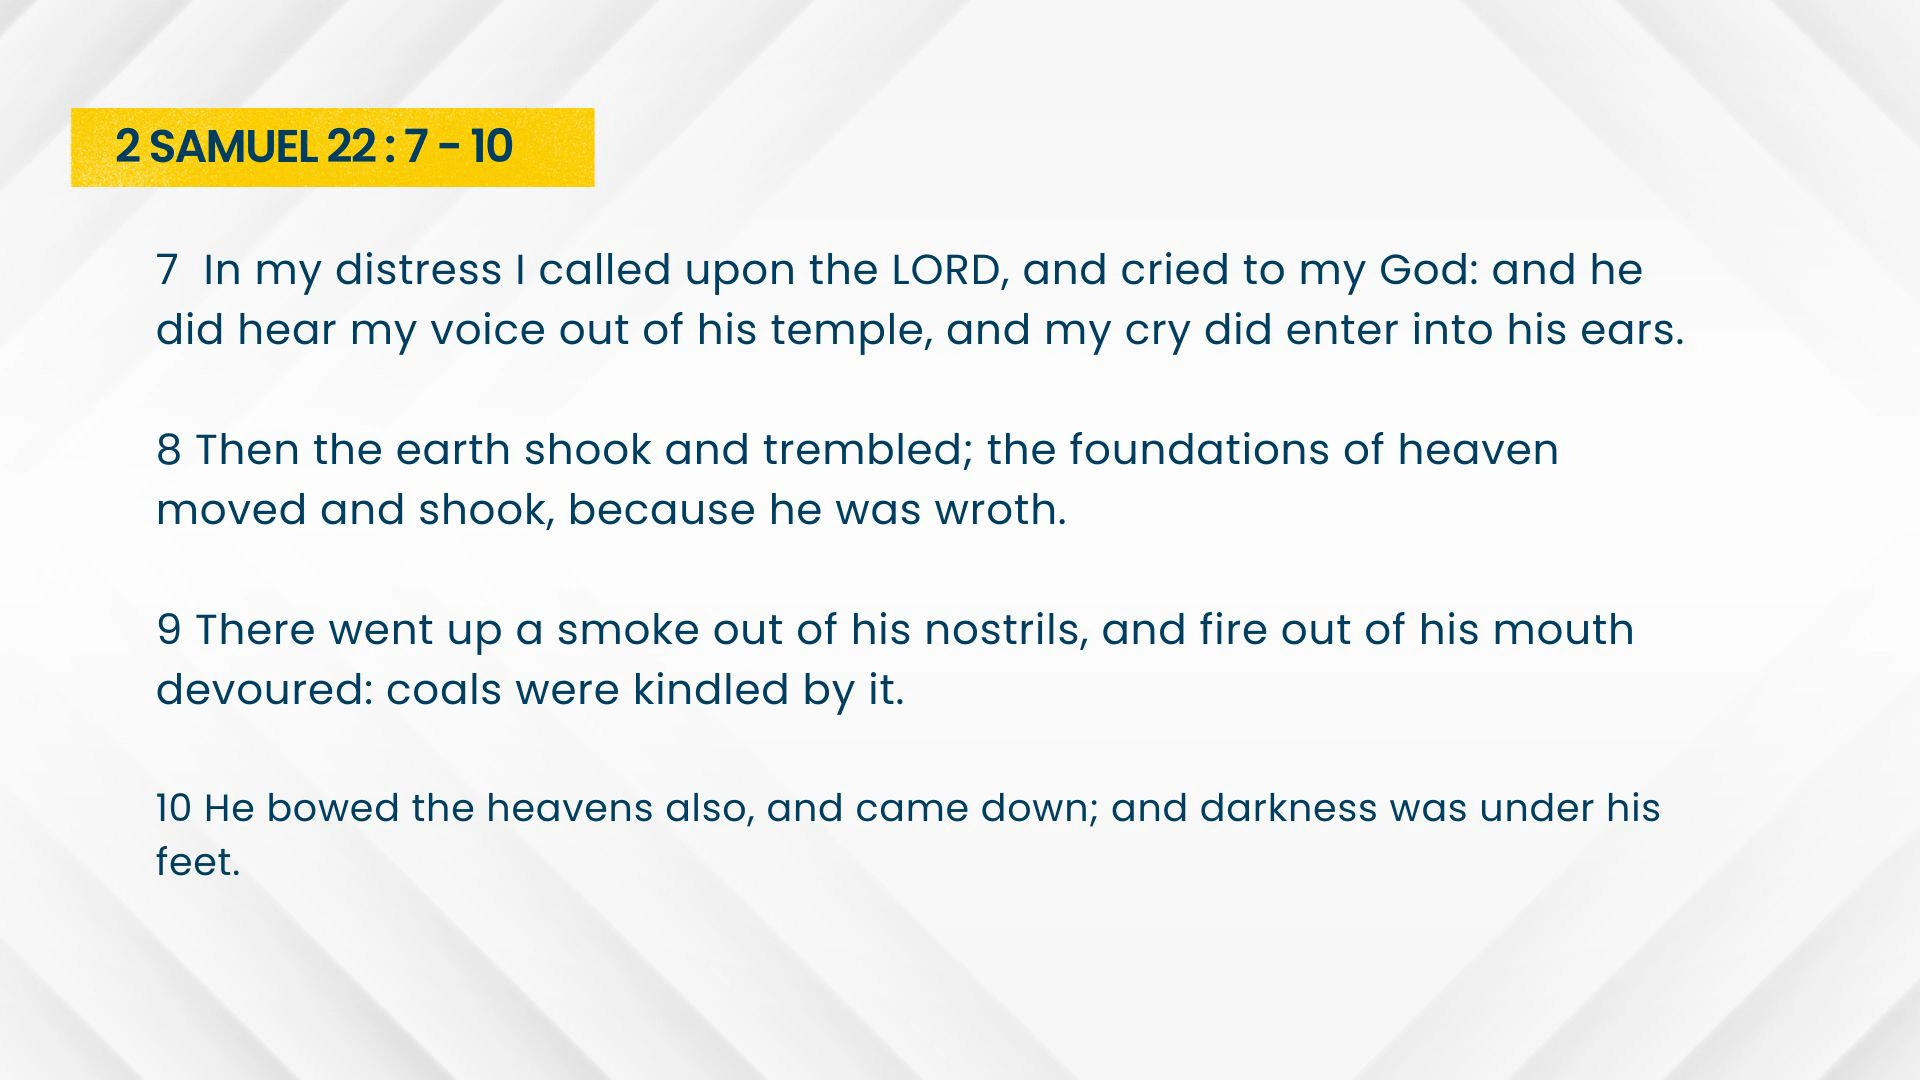 2 SAMUEL 22 : 7 - 10
7 In my distress I called upon the LORD, and cried to my God: and he
did hear my voice out of his temple, and my cry did enter into his ears.
8 Then the earth shook and trembled; the foundations of heaven
moved and shook, because he was wroth.
9 There went up a smoke out of his nostrils, and fire out of his mouth
devoured: coals were kindled by it.
10 He bowed the heavens also, and came down; and darkness was under his
feet.